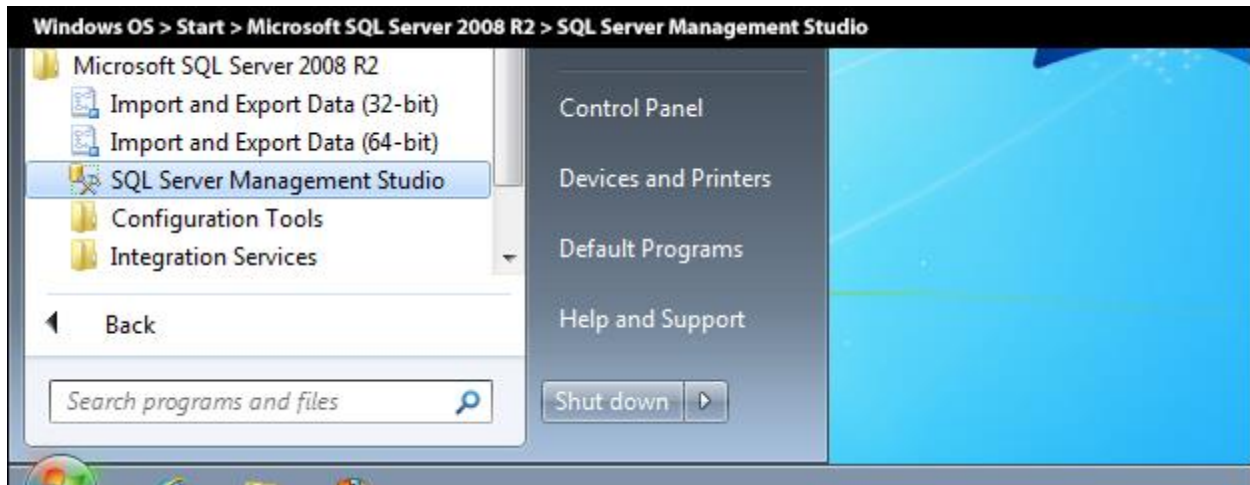 Windows OS > Start > Microsoft SQL Server 2008 R2 > SQL Server Management Studio
Microsoft SQL Server 2008 R2
Import and Export Data (32-bit)
Import and Export Data (64-bit)
SQL Server Management Studio
Configuration Tools
Integration Services
Back
Search programs and files
Control Panel
Devices and Printers
Default Programs
Help and Support
Shut down